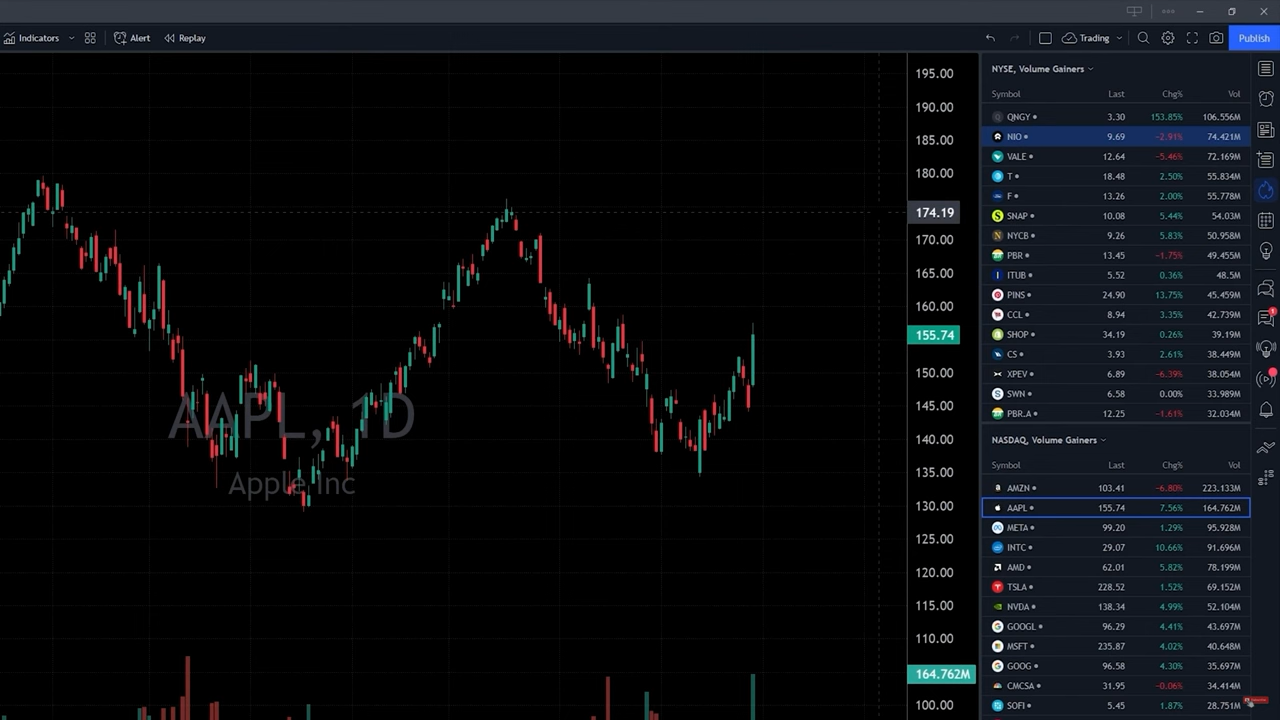 Indicators Alert Replay Trading Publish
NYSE, Volume Gainers
Symbol Last Chg% Vol
QNGY 3.30 153.85% 106.556M
NIO 9.69 −2.91% 74.421M
VALE 12.64 −5.46% 72.169M
T 18.48 2.50% 55.834M
F 13.26 2.00% 55.778M
SNAP 10.08 5.44% 54.03M
NYCB 9.26 5.83% 50.958M
PBR 13.45 −1.75% 49.455M
ITUB 5.52 0.36% 48.5M
PINS 24.90 13.75% 45.459M
CCL 8.94 3.35% 42.739M
SHOP 34.19 0.26% 39.19M
CS 3.93 2.61% 38.449M
XPEV 6.89 −6.39% 38.054M
SWN 6.58 0.00% 33.989M
PBR.A 12.25 −1.61% 32.034M
NASDAQ, Volume Gainers
Symbol Last Chg% Vol
AMZN 103.41 −6.80% 223.133M
AAPL 155.74 7.56% 164.762M
META 99.20 1.29% 95.928M
INTC 29.07 10.66% 91.696M
AMD 62.01 5.82% 78.199M
TSLA 228.52 1.52% 69.152M
NVDA 138.34 4.99% 52.104M
GOOGL 96.29 4.41% 43.697M
MSFT 235.87 4.02% 40.648M
GOOG 96.58 4.30% 35.697M
CMCSA 31.95 −0.06% 34.414M
SOFI 5.45 1.87% 28.751M
195.00
190.00
185.00
180.00
174.19
170.00
165.00
160.00
155.74
150.00
145.00
140.00
135.00
130.00
125.00
120.00
115.00
110.00
164.762M
100.00
AAPL, 1D
Apple Inc